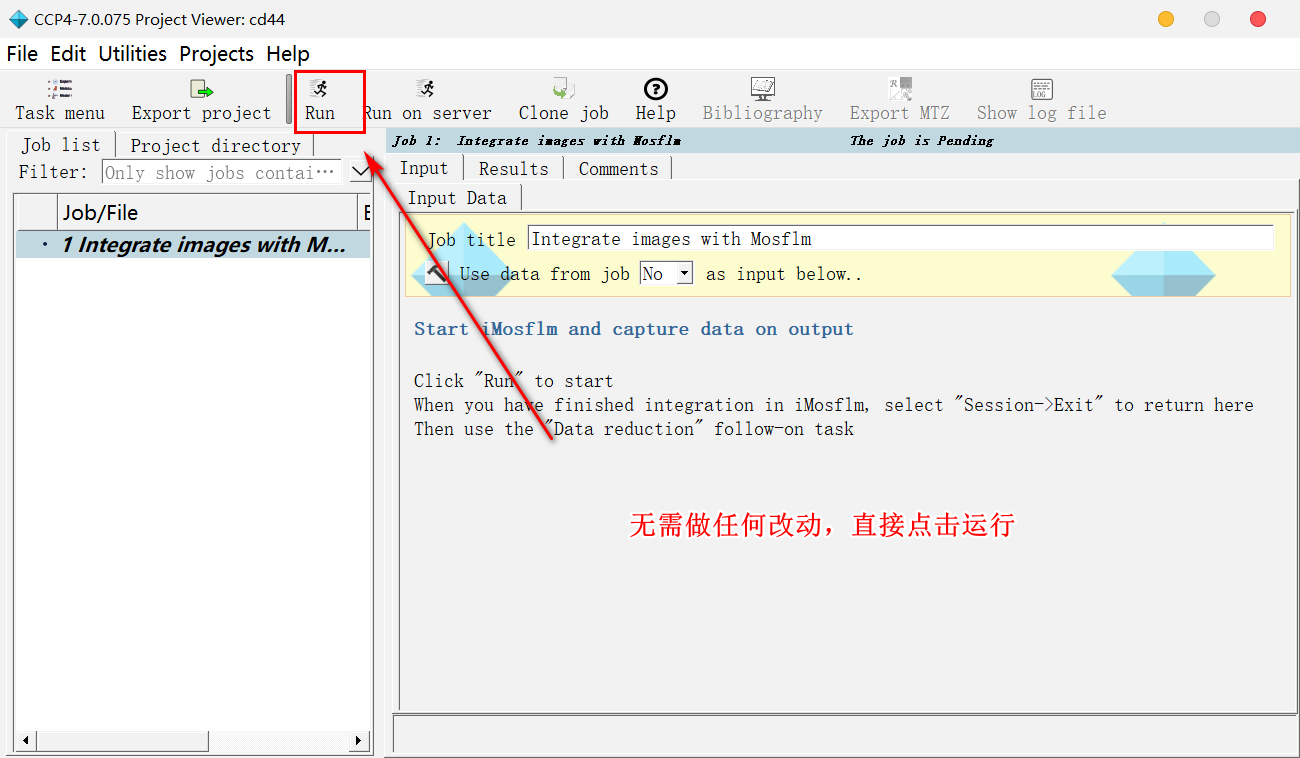 CCP4-7.0.075 Project Viewer: cd44
File Edit Utilities Projects Help
Task menu Export project Run Run on server Clone job Help Bibliography Export MTZ Show log file
Job list Project directory
Filter: Only show jobs contai…
Job/File
1 Integrate images with M...
Job 1: Integrate images with Mosflm The job is Pending
Input Results Comments
Input Data
Job title Integrate images with Mosflm
Use data from job No as input below..
Start iMosflm and capture data on output
Click "Run" to start
When you have finished integration in iMosflm, select "Session->Exit" to return here
Then use the "Data reduction" follow-on task
无需做任何改动，直接点击运行